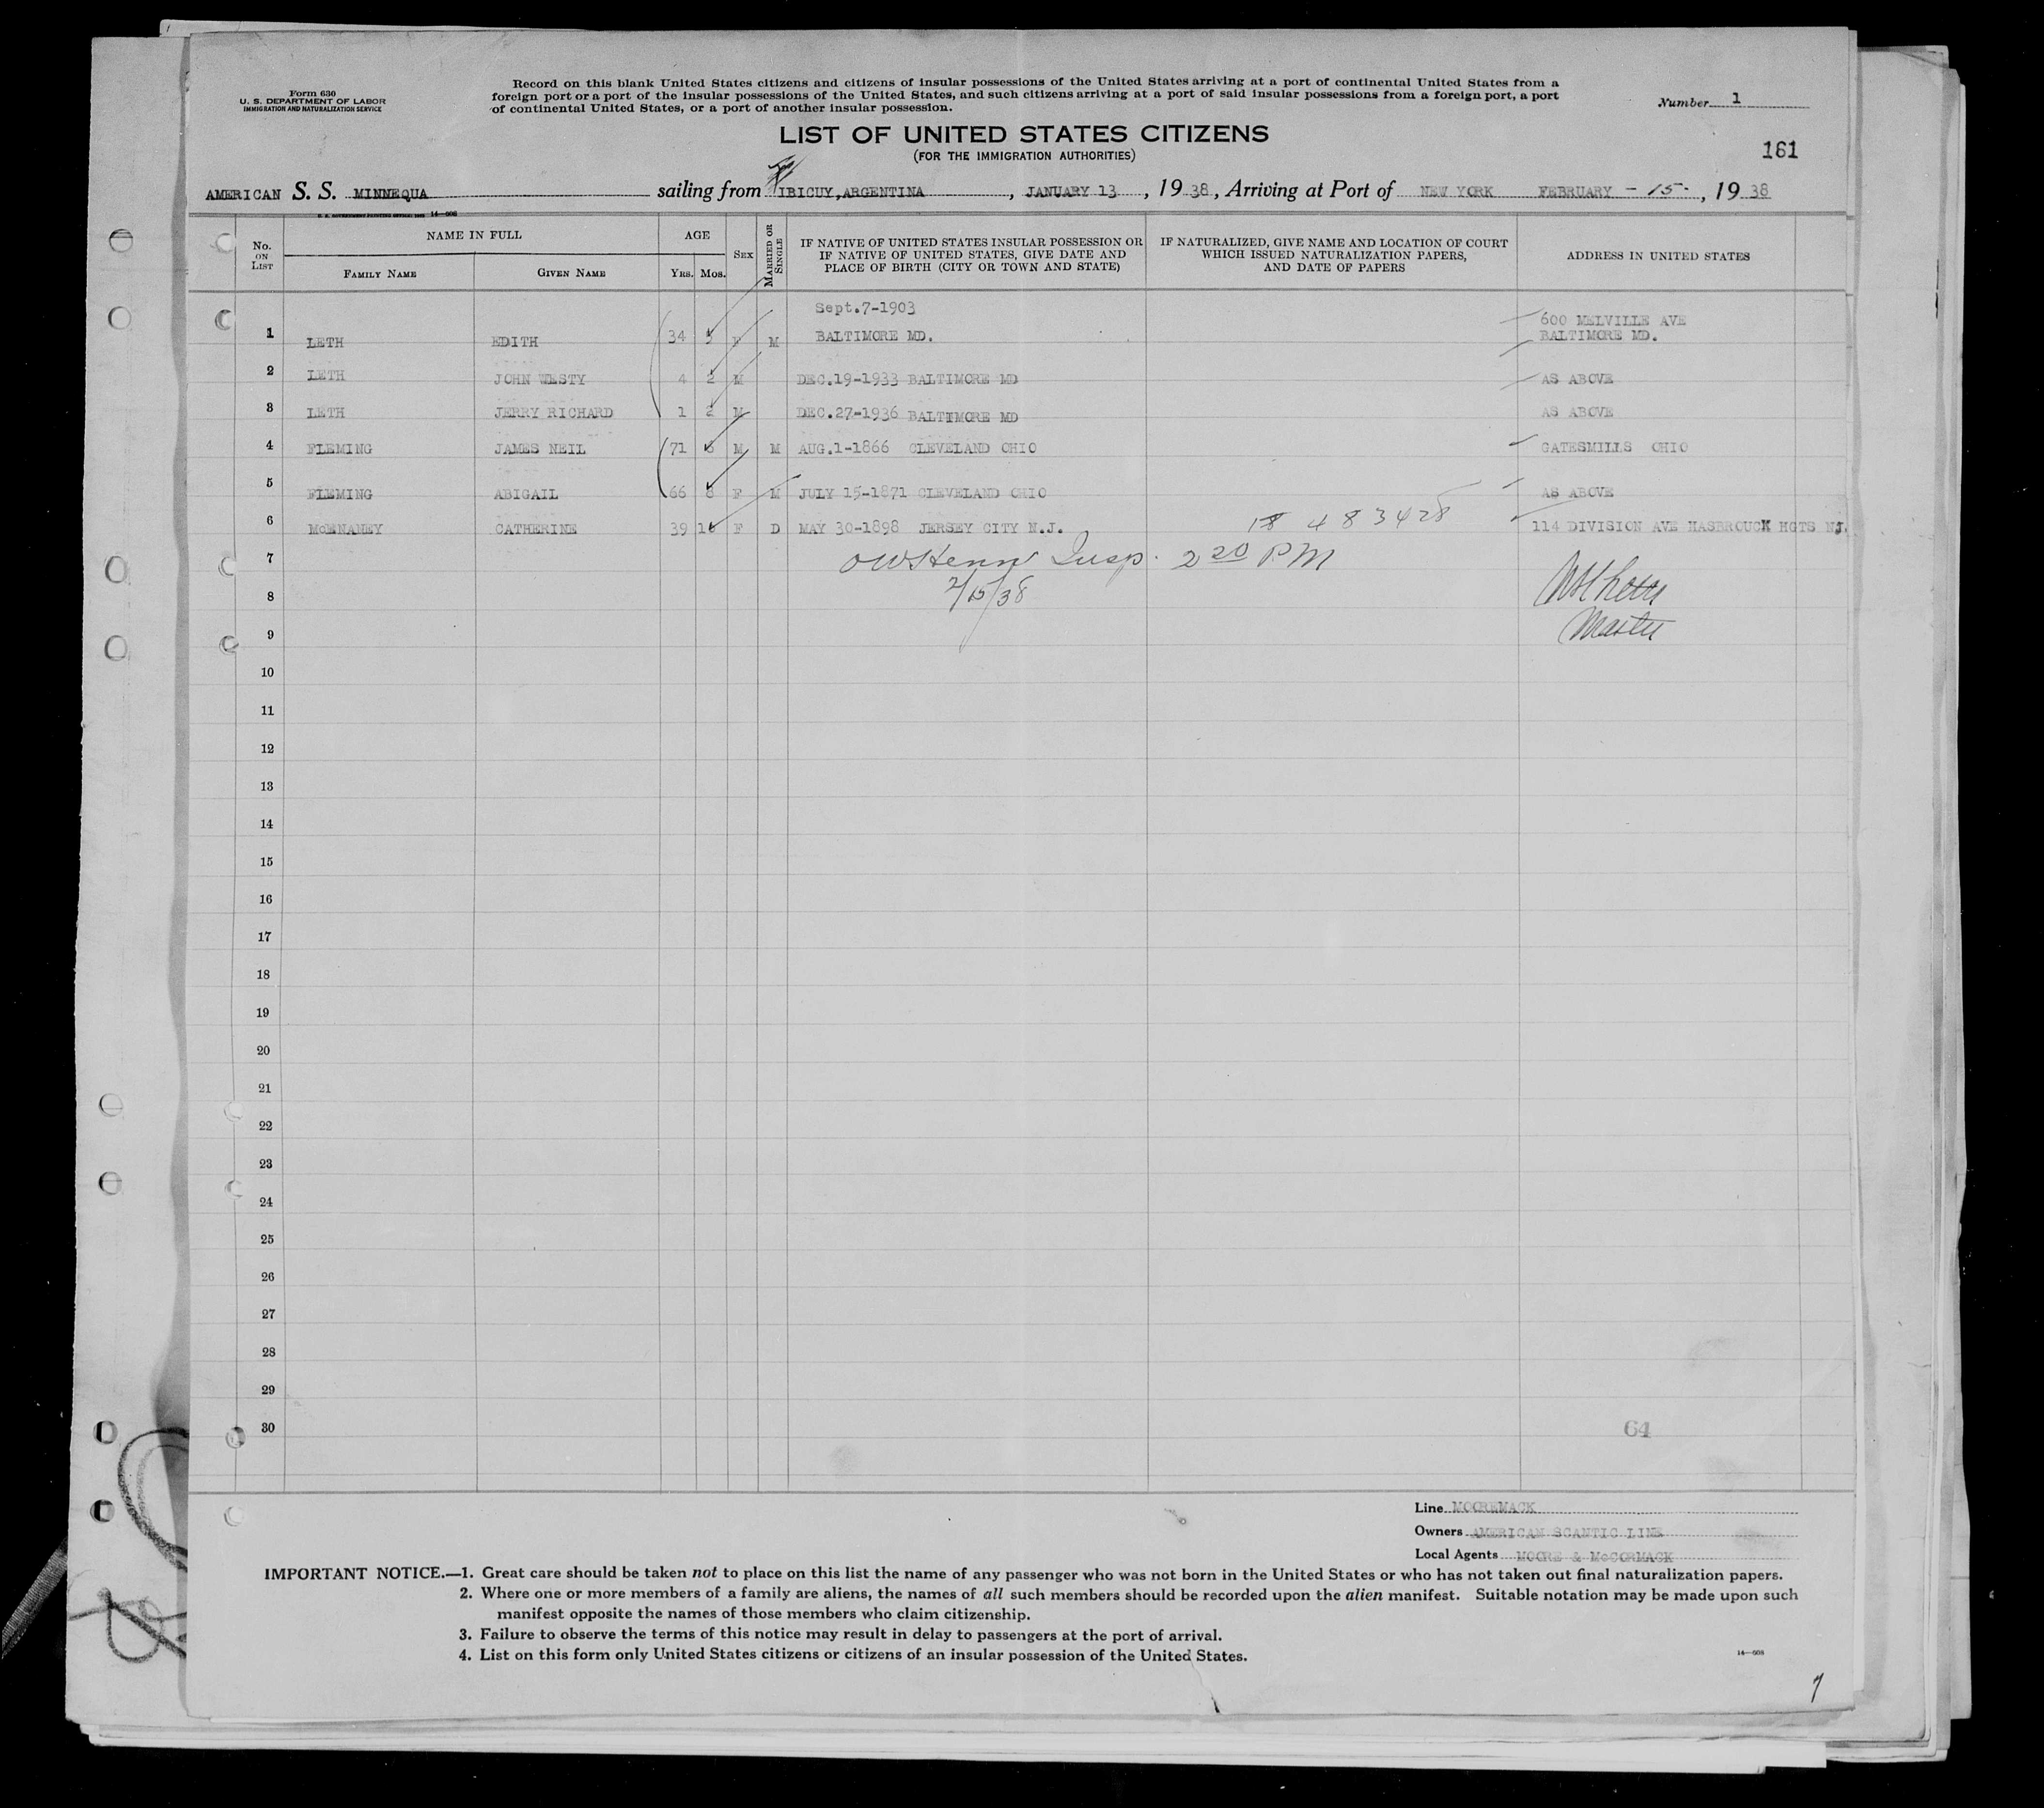 Form 630
U. S. DEPARTMENT OF LABOR
IMMIGRATION AND NATURALIZATION SERVICE
Record on this blank United States citizens and citizens of insular possessions of the United States arriving at a port of continental United States from a
foreign port or a port of the insular possessions of the United States, and such citizens arriving at a port of said insular possessions from a foreign port, a port
of continental United States, or a port of another insular possession.
Number 1
LIST OF UNITED STATES CITIZENS
(FOR THE IMMIGRATION AUTHORITIES)
161
AMERICAN S. S. MINNEQUA sailing from IBICUY, ARGENTINA, JANUARY 13, 19 38, Arriving at Port of NEW YORK FEBRUARY - 15 -, 19 38
No. ON LIST NAME IN FULL AGE SEX MARRIED OR SINGLE IF NATIVE OF UNITED STATES INSULAR POSSESSION OR IF NATIVE OF UNITED STATES, GIVE DATE AND PLACE OF BIRTH (CITY OR TOWN AND STATE) IF NATURALIZED, GIVE NAME AND LOCATION OF COURT WHICH ISSUED NATURALIZATION PAPERS, AND DATE OF PAPERS ADDRESS IN UNITED STATES
FAMILY NAME GIVEN NAME YRS. MOS.
Sept.7-1903
600 MELVILLE AVE
1 LETH EDITH 34 5 F M BALTIMORE MD. BALTIMORE MD.
2 LETH JOHN WESTY 4 2 M DEC.19-1933 BALTIMORE MD AS ABOVE
3 LETH JERRY RICHARD 1 2 M DEC.27-1936 BALTIMORE MD AS ABOVE
4 FLEMING JAMES NEIL 71 6 M M AUG.1-1866 CLEVELAND OHIO GATESMILLS OHIO
5 FLEMING ABIGAIL 66 8 F M JULY 15-1871 CLEVELAND OHIO AS ABOVE
6 McENANEY CATHERINE 39 F D MAY 30-1898 JERSEY CITY N.J. 483428 114 DIVISION AVE HASBROUCK HGTS NJ.
7 Insp. 2 20 PM
8 2/15/38
9 Master
10
11
12
13
14
15
16
17
18
19
20
21
22
23
24
25
26
27
28
29
30
64
Line MOOREMACK
Owners AMERICAN SCANTIC LINE
Local Agents MOORE & McCORMACK
IMPORTANT NOTICE.—1. Great care should be taken not to place on this list the name of any passenger who was not born in the United States or who has not taken out final naturalization papers.
2. Where one or more members of a family are aliens, the names of all such members should be recorded upon the alien manifest. Suitable notation may be made upon such
manifest opposite the names of those members who claim citizenship.
3. Failure to observe the terms of this notice may result in delay to passengers at the port of arrival.
4. List on this form only United States citizens or citizens of an insular possession of the United States.
14—608